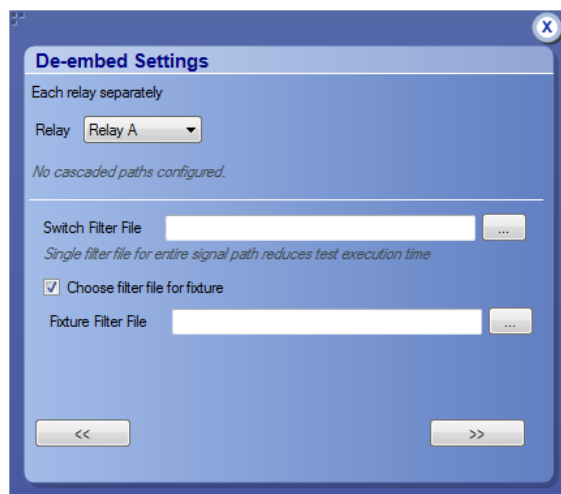 X
De-embed Settings
Each relay separately
Relay Relay A
No cascaded paths configured.
Switch Filter File ...
Single filter file for entire signal path reduces test execution time
Choose filter file for fixture
Fixture Filter File ...
<< >>